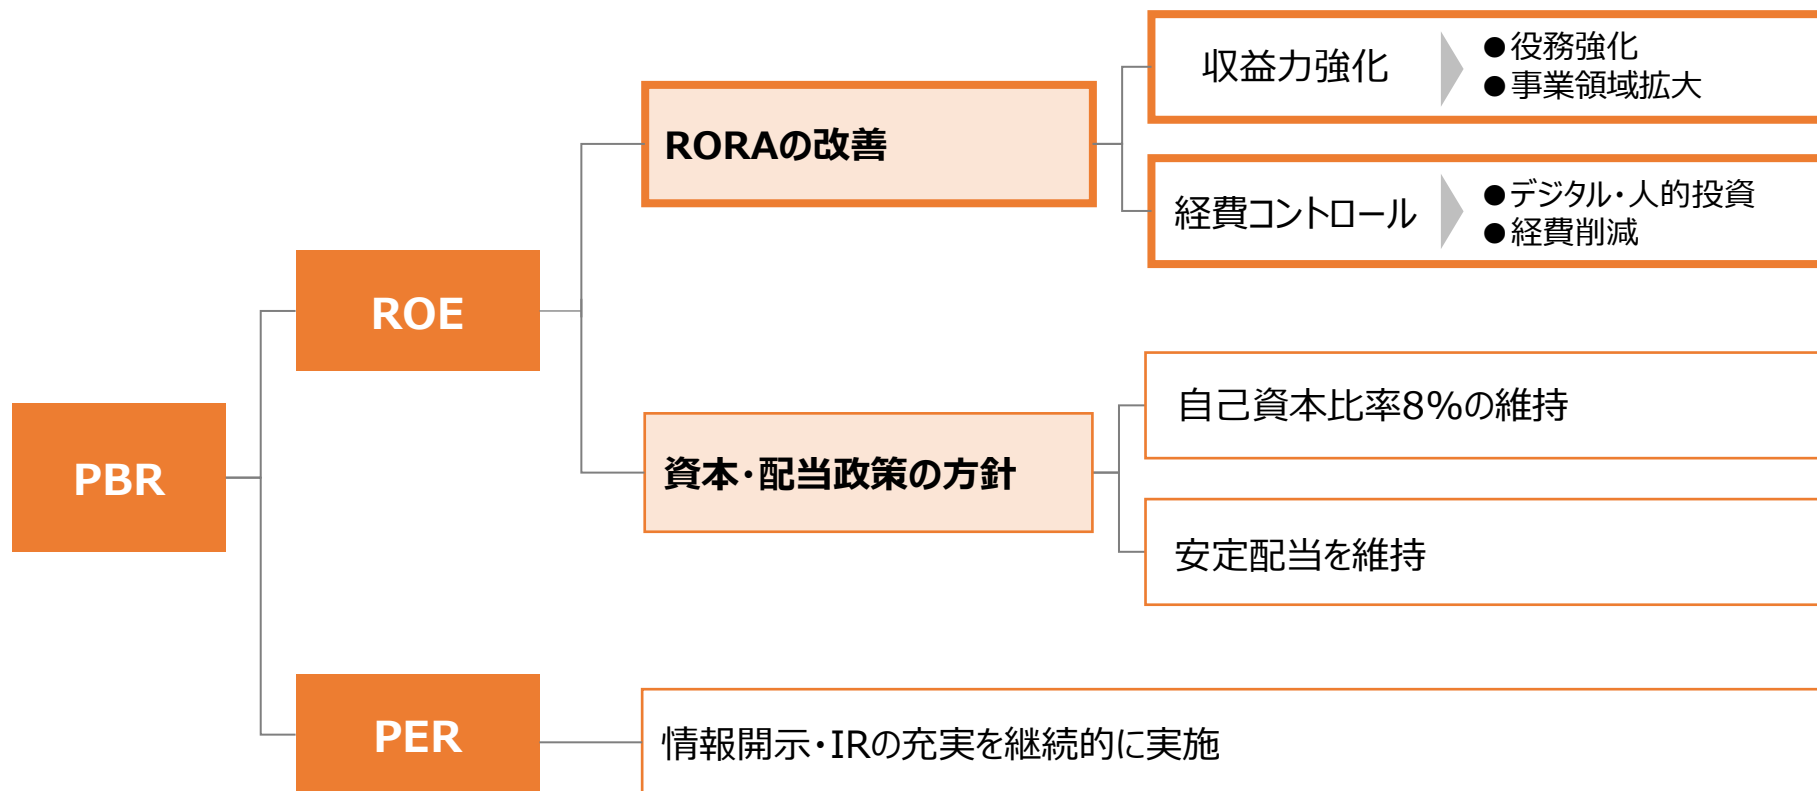 PBR
ROE
RORAの改善
収益力強化
●役務強化
●事業領域拡大
経費コントロール
●デジタル・人的投資
●経費削減
資本・配当政策の方針
自己資本比率8%の維持
安定配当を維持
PER
情報開示・IRの充実を継続的に実施